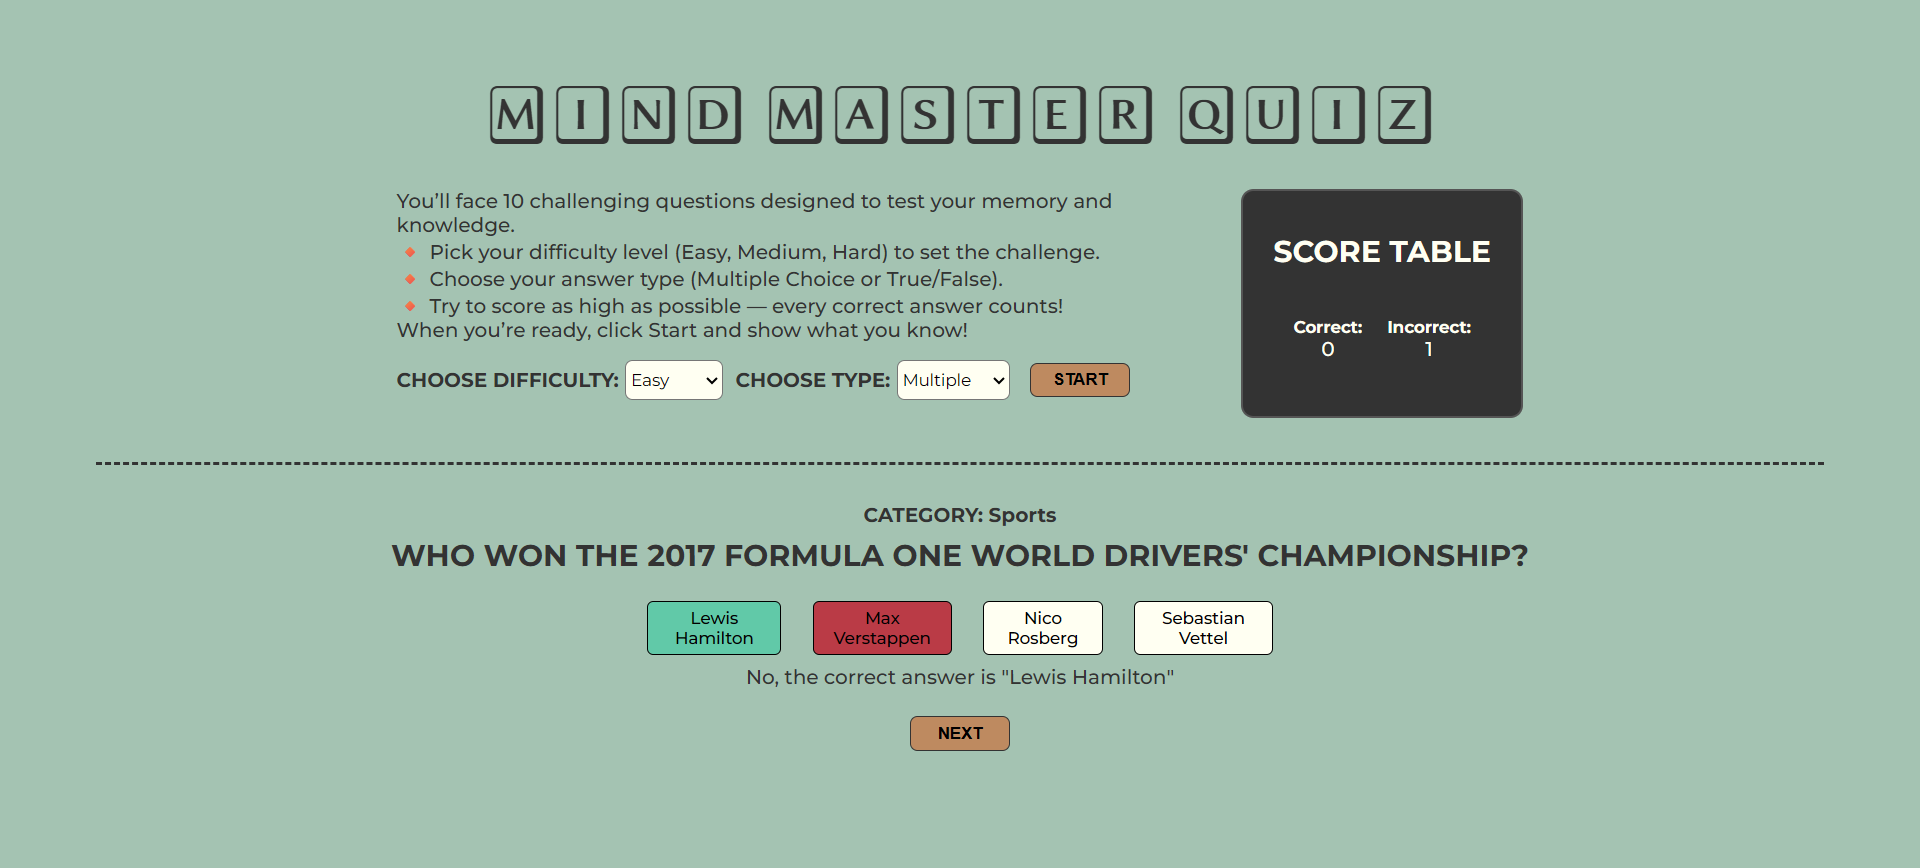 MIND MASTER QUIZ
You’ll face 10 challenging questions designed to test your memory and
knowledge.
🔸 Pick your difficulty level (Easy, Medium, Hard) to set the challenge.
🔸 Choose your answer type (Multiple Choice or True/False).
🔸 Try to score as high as possible — every correct answer counts!
When you’re ready, click Start and show what you know!
CHOOSE DIFFICULTY: Easy CHOOSE TYPE: Multiple START
SCORE TABLE
Correct: Incorrect:
0 1
CATEGORY: Sports
WHO WON THE 2017 FORMULA ONE WORLD DRIVERS' CHAMPIONSHIP?
Lewis
Hamilton
Max
Verstappen
Nico
Rosberg
Sebastian
Vettel
No, the correct answer is "Lewis Hamilton"
NEXT